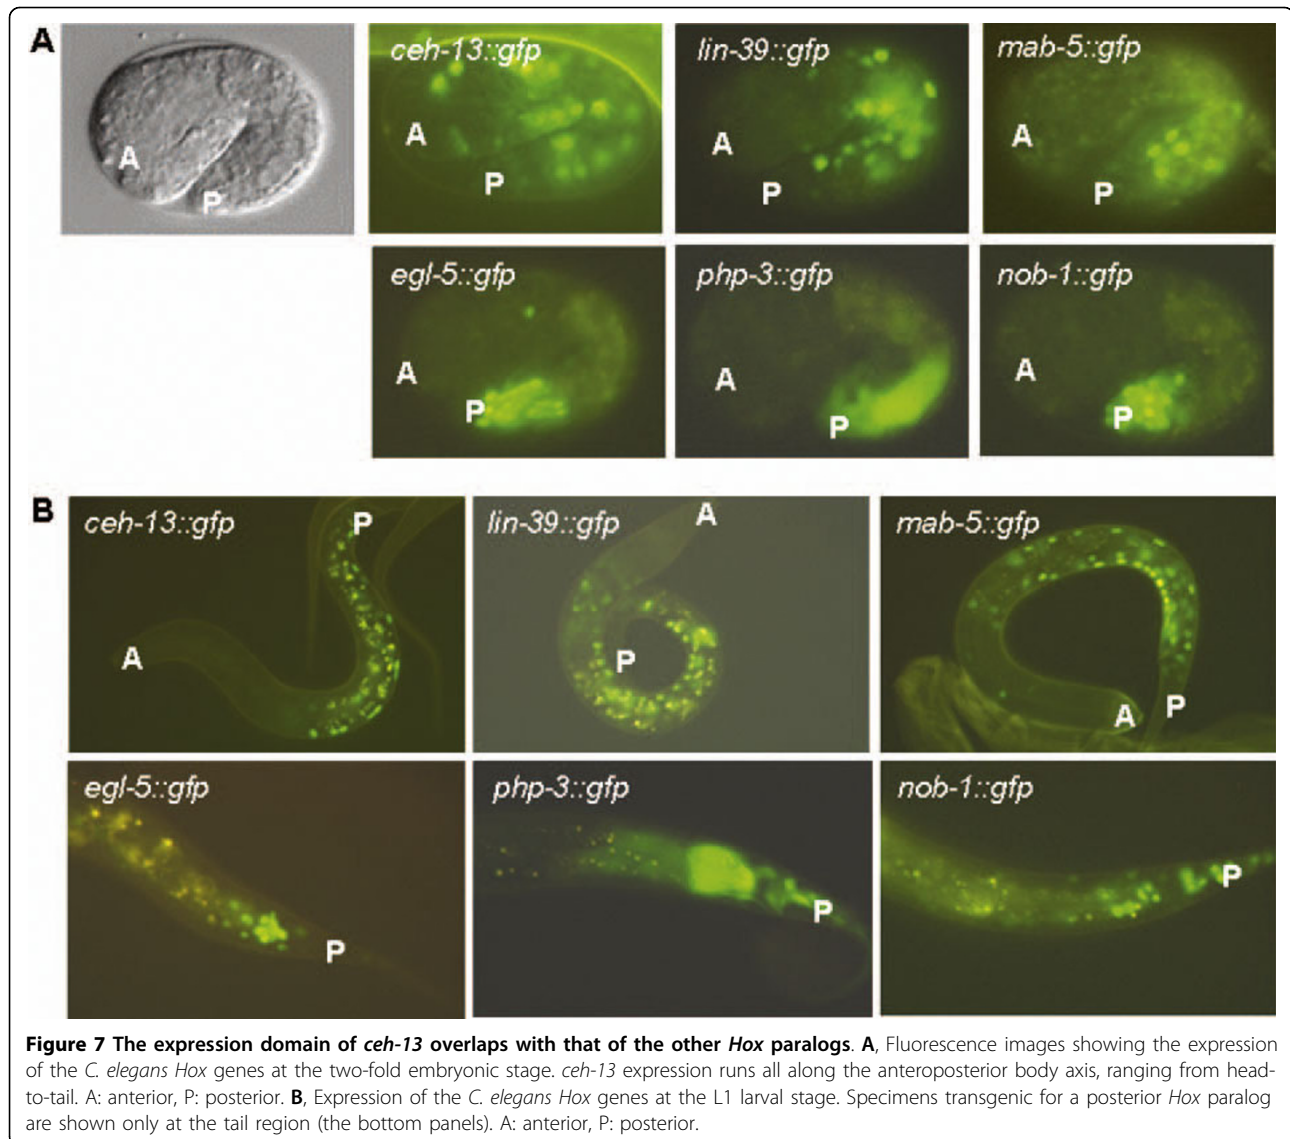 A
ceh-13::gfp
lin-39::gfp
mab-5::gfp
A
P
A
P
A
P
A
P
egl-5::gfp
php-3::gfp
nob-1::gfp
A
P
A
P
A
P
B
ceh-13::gfp
lin-39::gfp
mab-5::gfp
P
A
A
P
A
P
egl-5::gfp
php-3::gfp
nob-1::gfp
P
P
P
Figure 7 The expression domain of ceh-13 overlaps with that of the other Hox paralogs. A, Fluorescence images showing the expression
of the C. elegans Hox genes at the two-fold embryonic stage. ceh-13 expression runs all along the anteroposterior body axis, ranging from head-
to-tail. A: anterior, P: posterior. B, Expression of the C. elegans Hox genes at the L1 larval stage. Specimens transgenic for a posterior Hox paralog
are shown only at the tail region (the bottom panels). A: anterior, P: posterior.